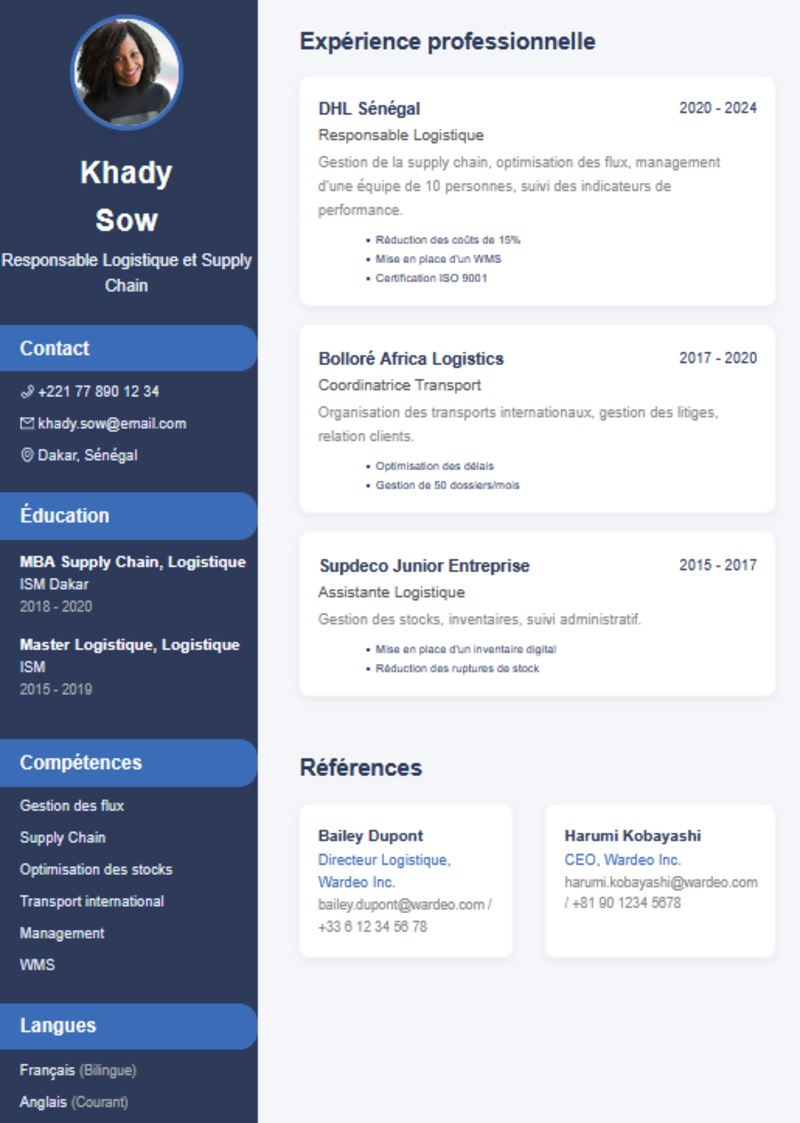 Khady
Sow
Responsable Logistique et Supply
Chain
Contact
+221 77 890 12 34
khady.sow@email.com
Dakar, Sénégal
Éducation
MBA Supply Chain, Logistique
ISM Dakar
2018 - 2020
Master Logistique, Logistique
ISM
2015 - 2019
Compétences
Gestion des flux
Supply Chain
Optimisation des stocks
Transport international
Management
WMS
Langues
Français (Bilingue)
Anglais (Courant)
Expérience professionnelle
DHL Sénégal 2020 - 2024
Responsable Logistique
Gestion de la supply chain, optimisation des flux, management
d'une équipe de 10 personnes, suivi des indicateurs de
performance.
• Réduction des coûts de 15%
• Mise en place d'un WMS
• Certification ISO 9001
Bolloré Africa Logistics 2017 - 2020
Coordinatrice Transport
Organisation des transports internationaux, gestion des litiges,
relation clients.
• Optimisation des délais
• Gestion de 50 dossiers/mois
Supdeco Junior Entreprise 2015 - 2017
Assistante Logistique
Gestion des stocks, inventaires, suivi administratif.
• Mise en place d'un inventaire digital
• Réduction des ruptures de stock
Références
Bailey Dupont
Directeur Logistique,
Wardeo Inc.
bailey.dupont@wardeo.com /
+33 6 12 34 56 78
Harumi Kobayashi
CEO, Wardeo Inc.
harumi.kobayashi@wardeo.com
/ +81 90 1234 5678